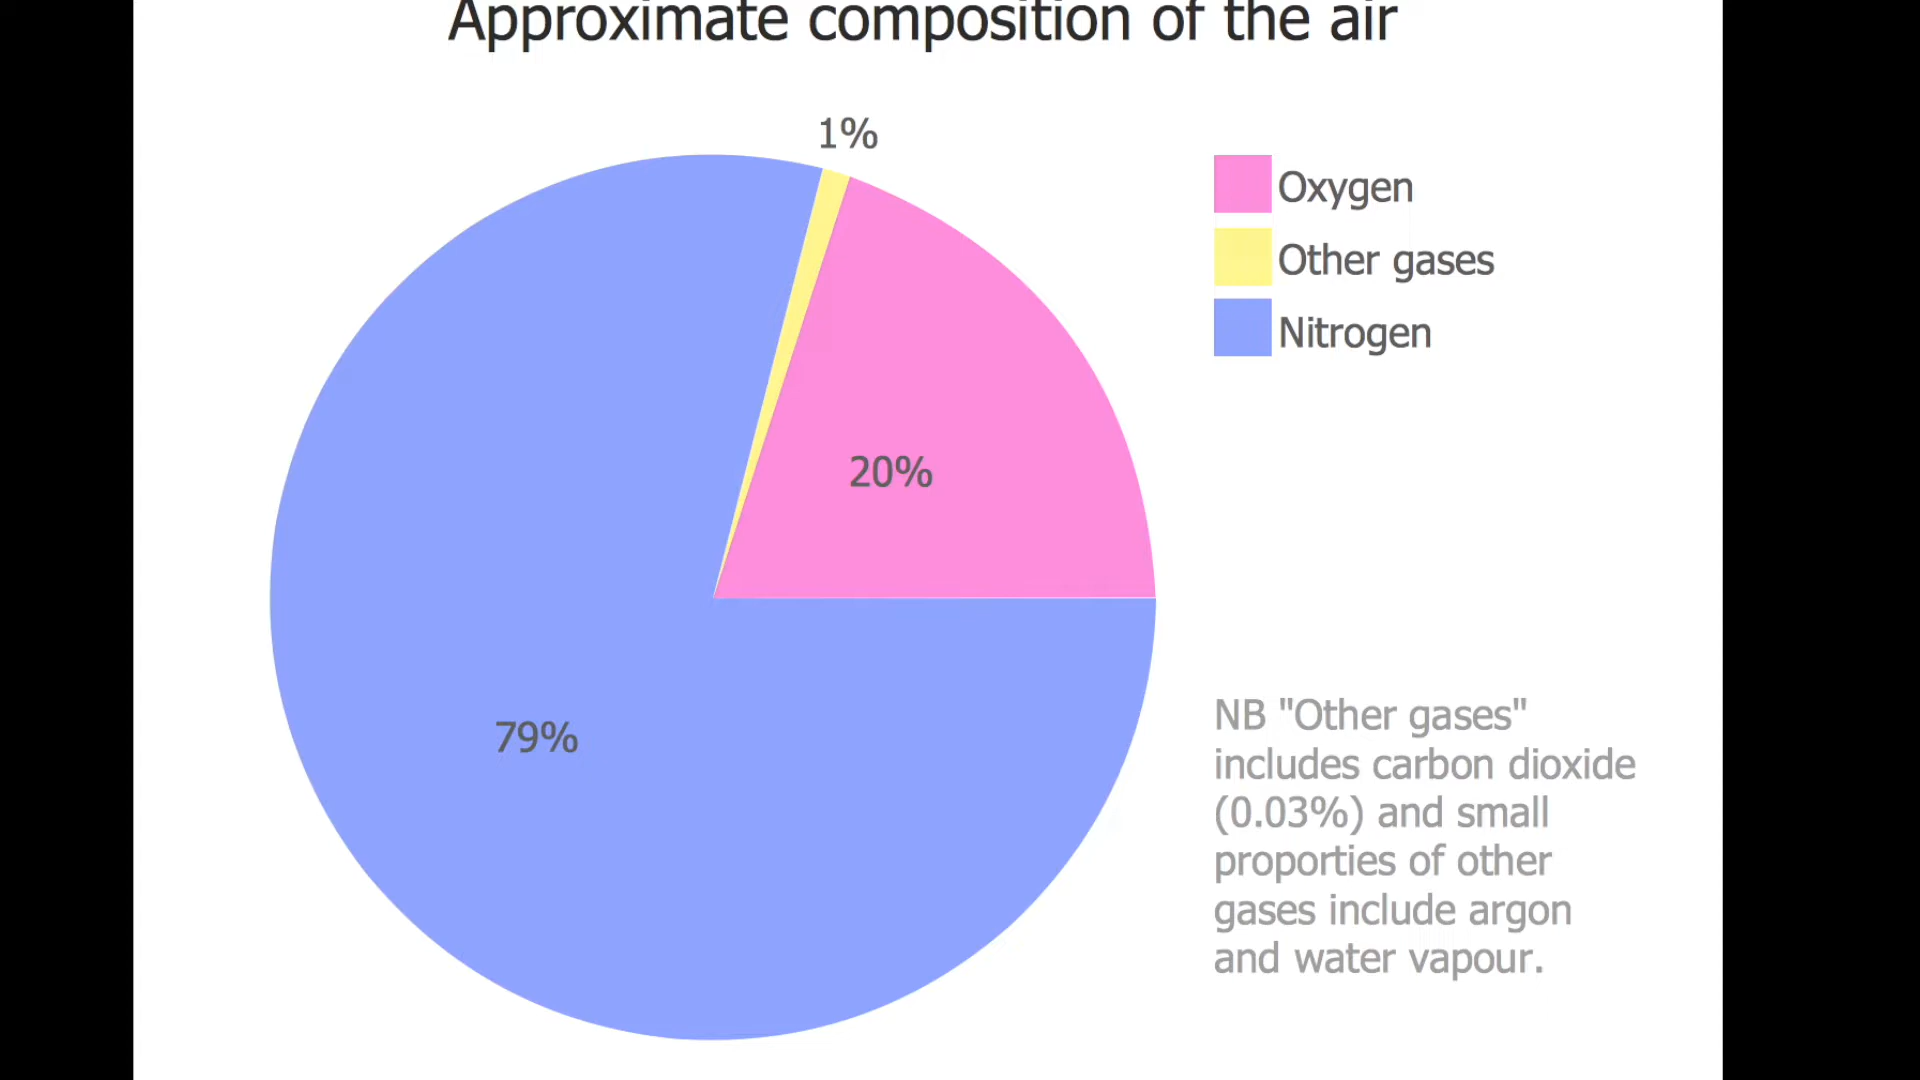 Approximate composition of the air
1%
Oxygen
Other gases
Nitrogen
20%
79%
NB "Other gases"
includes carbon dioxide
(0.03%) and small
properties of other
gases include argon
and water vapour.